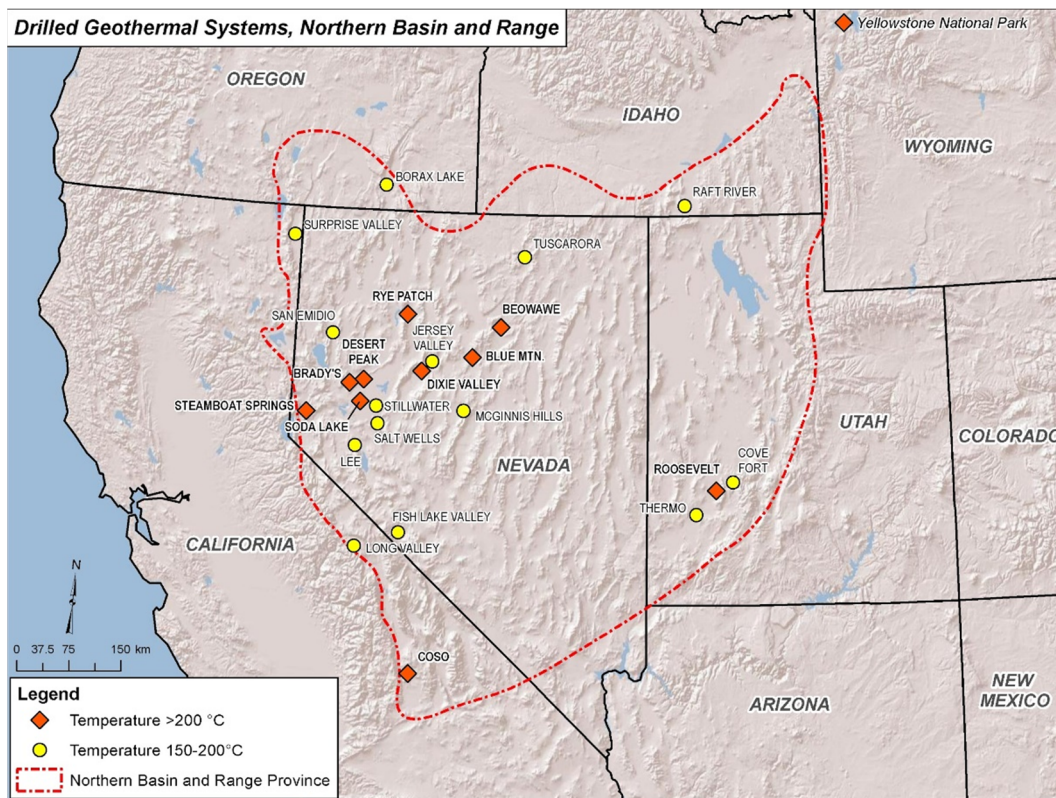 Drilled Geothermal Systems, Northern Basin and Range
Yellowstone National Park
OREGON
IDAHO
WYOMING
BORAX LAKE
RAFT RIVER
SURPRISE VALLEY
TUSCARORA
RYE PATCH
BEOWAWE
SAN EMIDIO
JERSEY
VALLEY
DESERT
PEAK
BLUE MTN.
BRADY'S
DIXIE VALLEY
STEAMBOAT SPRINGS
STILLWATER
MCGINNIS HILLS
SODA LAKE
SALT WELLS
UTAH
COLORADO
LEE
NEVADA
COVE
FORT
ROOSEVELT
THERMO
FISH LAKE VALLEY
CALIFORNIA
LONG VALLEY
N
0 37.5 75 150 km
COSO
ARIZONA
NEW
MEXICO
Legend
Temperature >200 °C
Temperature 150-200°C
Northern Basin and Range Province